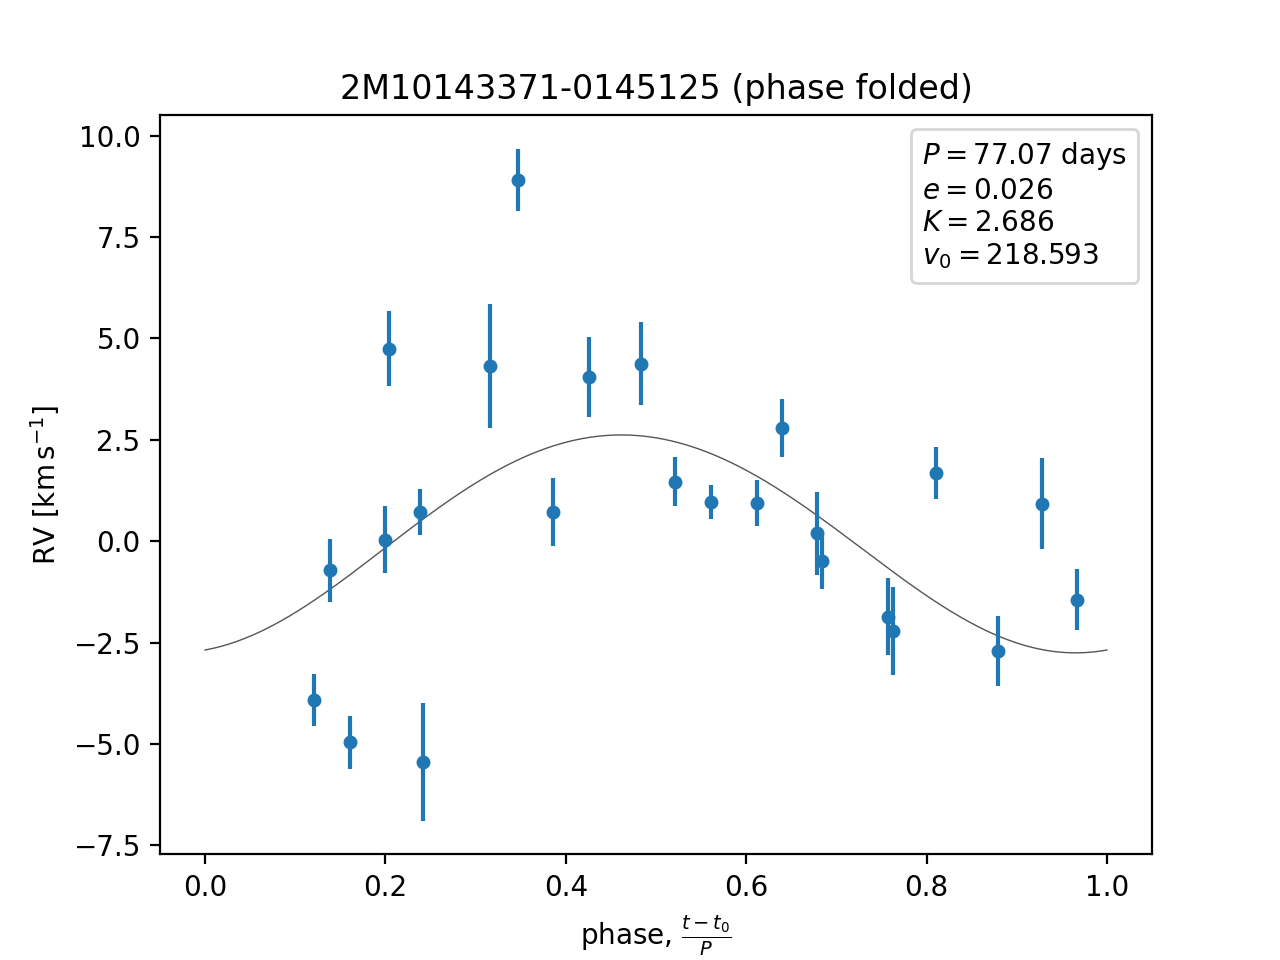 2M10143371-0145125 (phase folded)
P = 77.07 days
e = 0.026
K = 2.686
v₀ = 218.593
RV [km s⁻¹]
10.0
7.5
5.0
2.5
0.0
−2.5
−5.0
−7.5
0.0 0.2 0.4 0.6 0.8 1.0
phase, (t − t₀)/P